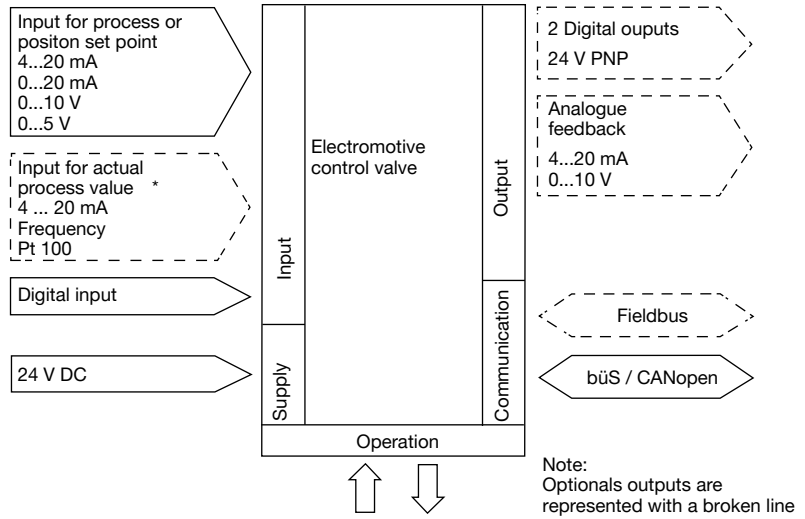 Input for process or
positon set point
4...20 mA
0...20 mA
0...10 V
0...5 V
Input for actual
process value *
4 ... 20 mA
Frequency
Pt 100
Digital input
24 V DC
Input
Supply
Electromotive
control valve
Output
Communication
Operation
2 Digital ouputs
24 V PNP
Analogue
feedback
4...20 mA
0...10 V
Fieldbus
büS / CANopen
Note:
Optionals outputs are
represented with a broken line